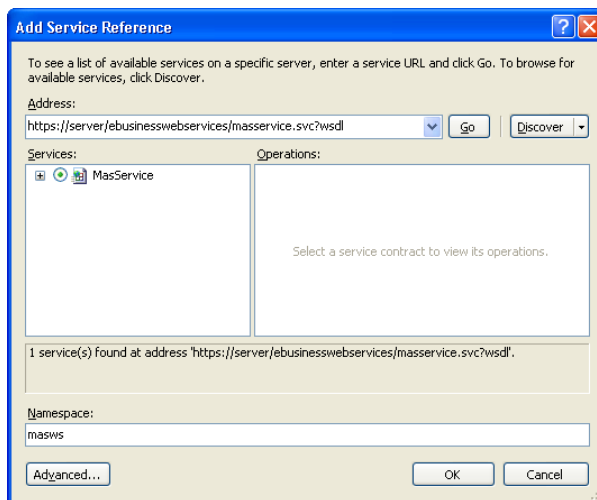 Add Service Reference
To see a list of available services on a specific server, enter a service URL and click Go. To browse for
available services, click Discover.
Address:
https://server/ebusinesswebservices/masservice.svc?wsdl
Go
Discover
Services:
Operations:
MasService
Select a service contract to view its operations.
1 service(s) found at address 'https://server/ebusinesswebservices/masservice.svc?wsdl'.
Namespace:
masws
Advanced...
OK
Cancel